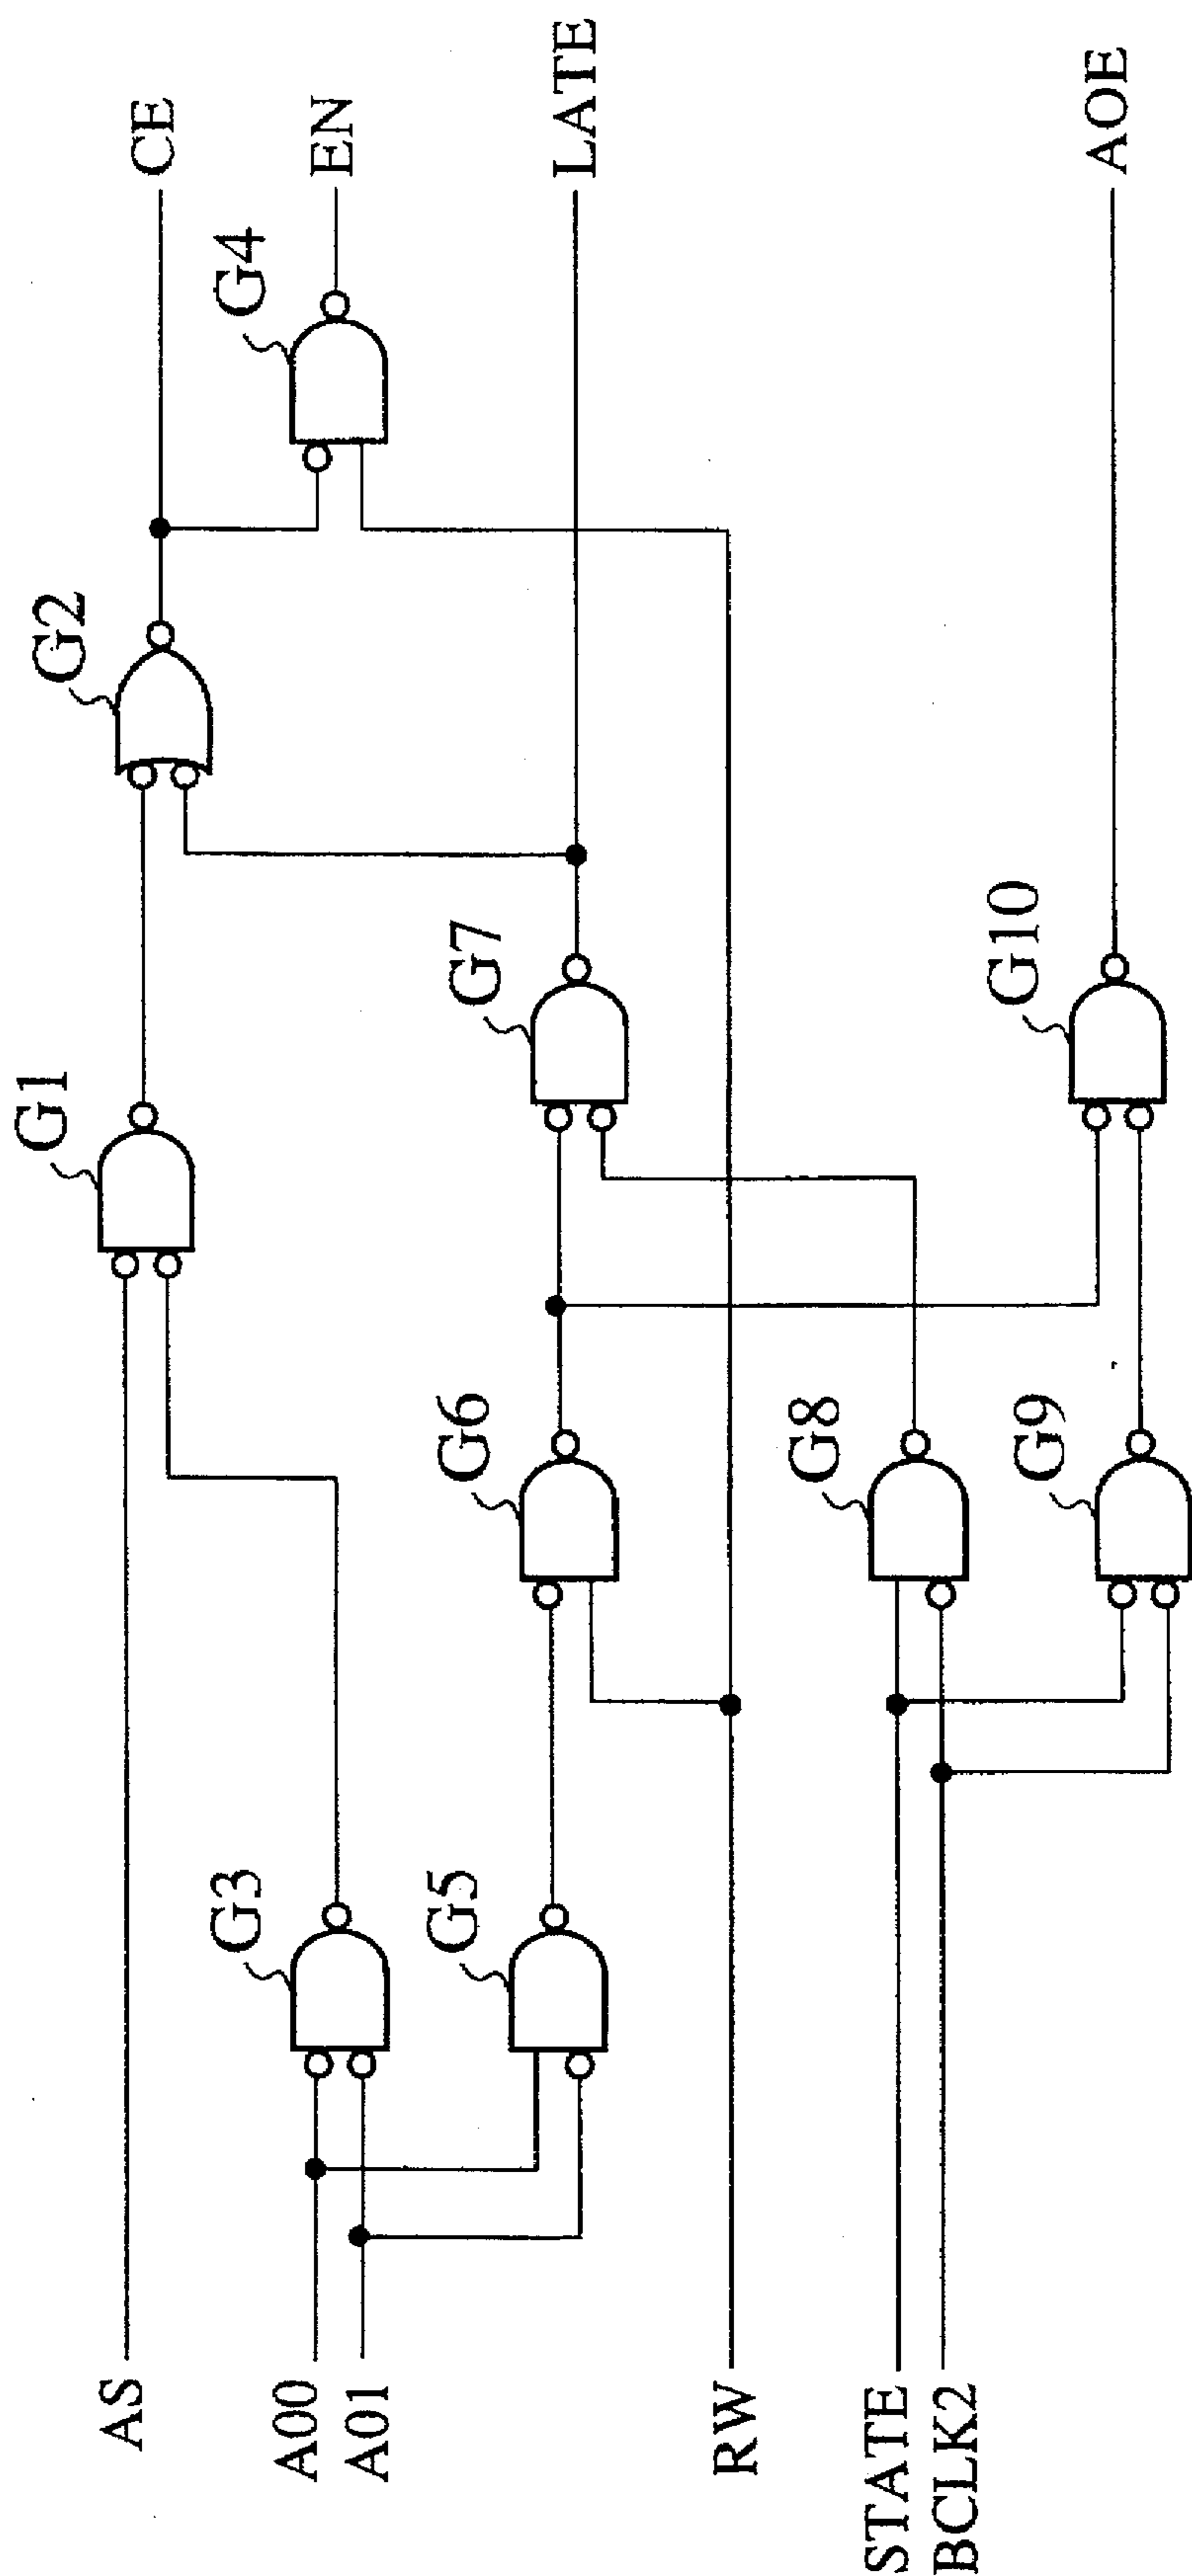 AS
A00
A01
RW
STATE
BCLK2
G3
G5
G6
G8
G9
G1
G7
G10
G2
G4
CE
EN
LATE
AOE